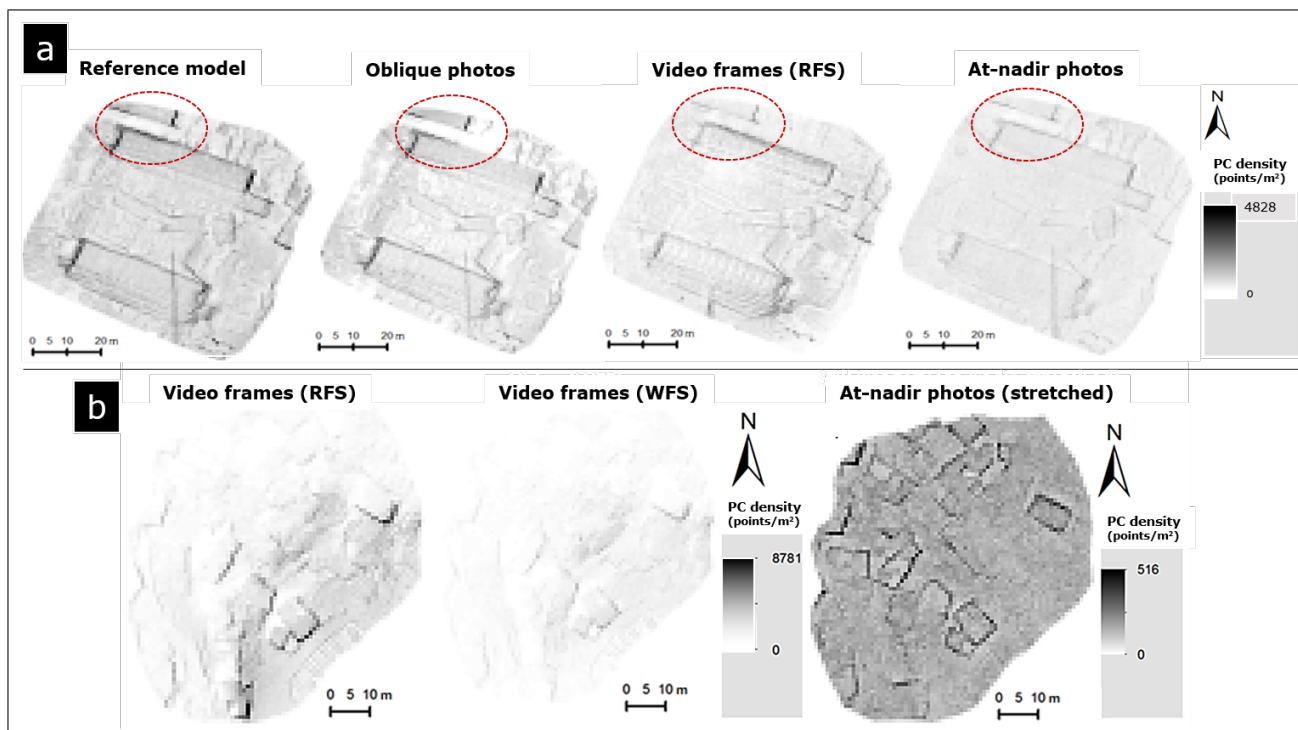 a
Reference model
Oblique photos
Video frames (RFS)
At-nadir photos
N
PC density
(points/m²)
4828
0
0 5 10 20 m
0 5 10 20 m
0 5 10 20 m
0 5 10 20 m
b
Video frames (RFS)
Video frames (WFS)
At-nadir photos (stretched)
N
N
PC density
(points/m²)
8781
0
PC density
(points/m²)
516
0
0 5 10 m
0 5 10 m
0 5 10 m